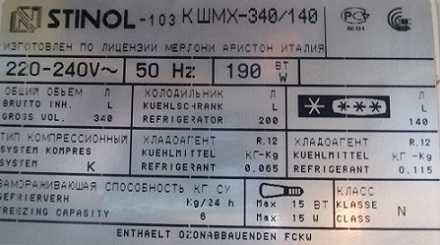 STINOL-103 КШМХ-340/140
ИЗГОТОВЛЕН ПО ЛИЦЕНЗИИ МЕРЛОНИ АРИСТОН ИТАЛИЯ
220-240V~ 50 Hz 190 ВТ W
ОБЩИЙ ОБЪЕМ Л
BRUTTO INH. L
GROSS VOL. 340
ХОЛОДИЛЬНИК Л
KUEHLSCHRANK L
REFRIGERATOR 200
Л
L
140
ТИП КОМПРЕССИОННЫЙ
SYSTEM KOMPRES
SYSTEM K
ХЛАДОАГЕНТ R.12
KUEHLMITTEL КГ-Kg
REFRIGERANT 0.065
ХЛАДОАГЕНТ R.12
KUEHLMITTEL КГ-Kg
REFRIGERANT 0,115
ЗАМОРАЖИВАЮЩАЯ СПОСОБНОСТЬ КГ СУ
GEFRIERVERH Kg/24 h
FREEZING CAPACITY 6
Max 15 ВТ
Max 15 W
КЛАСС
KLASSE N
CLASS
ENTHAELT OZONABBAUENDEN FCKW